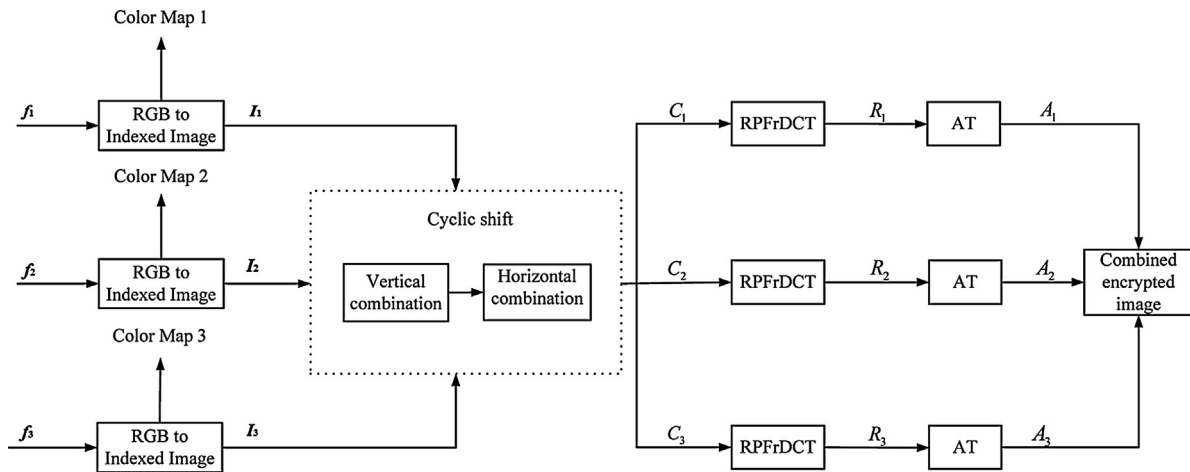 Color Map 1
f1
RGB to
Indexed Image
I1
Color Map 2
f2
RGB to
Indexed Image
I2
Color Map 3
f3
RGB to
Indexed Image
I3
Cyclic shift
Vertical
combination
Horizontal
combination
C1
RPFrDCT
R1
AT
A1
C2
RPFrDCT
R2
AT
A2
C3
RPFrDCT
R3
AT
A3
Combined
encrypted
image